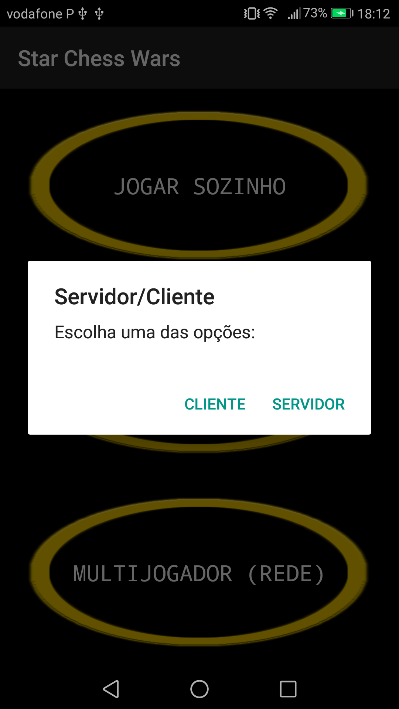 vodafone P 73% 18:12
Star Chess Wars
JOGAR SOZINHO
Servidor/Cliente
Escolha uma das opções:
CLIENTE SERVIDOR
MULTIJOGADOR (REDE)